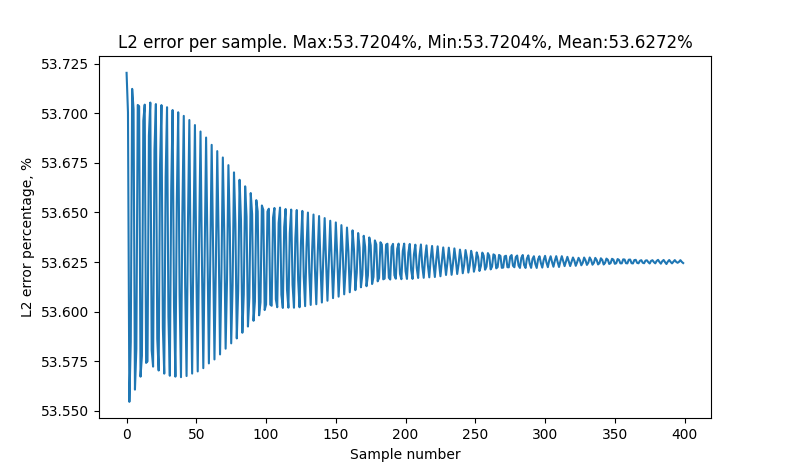 L2 error per sample. Max:53.7204%, Min:53.7204%, Mean:53.6272%
53.725
53.700
53.675
53.650
53.625
53.600
53.575
53.550
L2 error percentage, %
0 50 100 150 200 250 300 350 400
Sample number